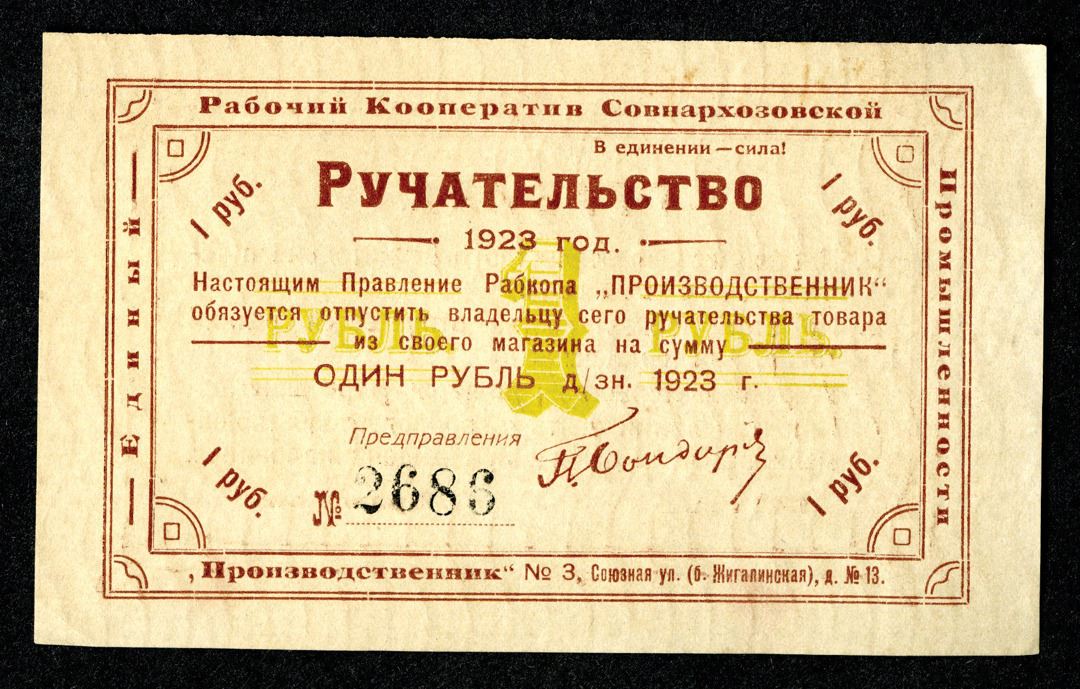 Единый
Рабочий Кооператив Совнархозовской
Промышленности
В единении—сила!
1 руб.
1 руб.
Ручательство
1923 год.
Настоящим Правление Рабкопа „ПРОИЗВОДСТВЕННИК“
обязуется отпустить владельцу сего ручательства товара
из своего магазина на сумму
ОДИН РУБЛЬ д/зн. 1923 г.
1
РУБЛЬ.
РУБЛЬ.
Предправления
№ 2686
1 руб.
1 руб.
„Производственник“ № 3, Союзная ул. (б. Жигалинская), д. № 13.